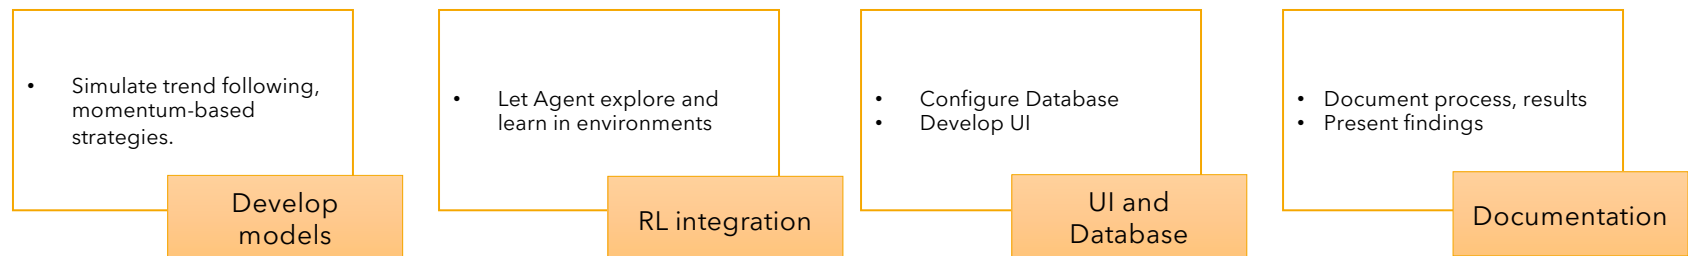 • Simulate trend following,
momentum-based
strategies.
Develop
models
• Let Agent explore and
learn in environments
RL integration
• Configure Database
• Develop UI
UI and
Database
• Document process, results
• Present findings
Documentation